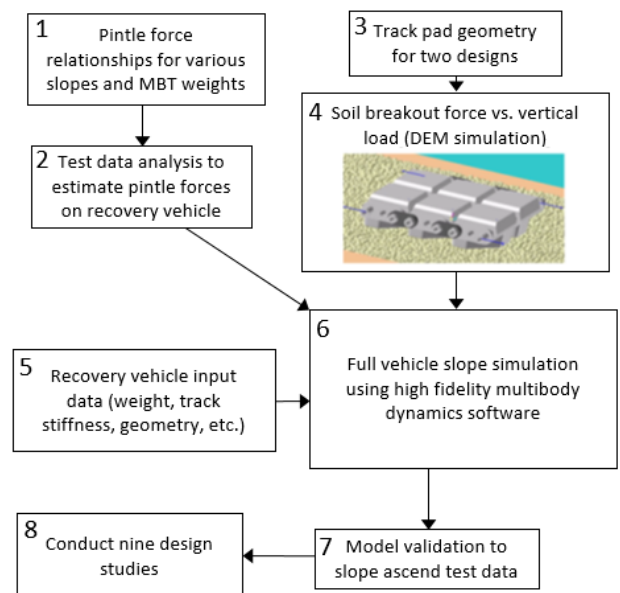 1
Pintle force
relationships for various
slopes and MBT weights
2
Test data analysis to
estimate pintle forces
on recovery vehicle
3 Track pad geometry
for two designs
4 Soil breakout force vs. vertical
load (DEM simulation)
5
Recovery vehicle input
data (weight, track
stiffness, geometry, etc.)
6
Full vehicle slope simulation
using high fidelity multibody
dynamics software
7 Model validation to
slope ascend test data
8
Conduct nine design
studies